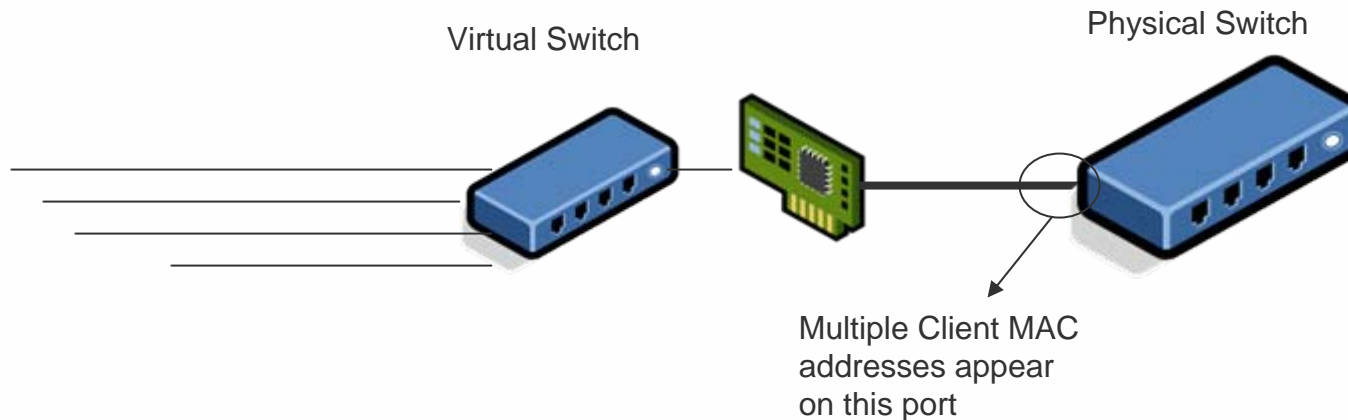 Virtual Switch
Physical Switch
Multiple Client MAC
addresses appear
on this port